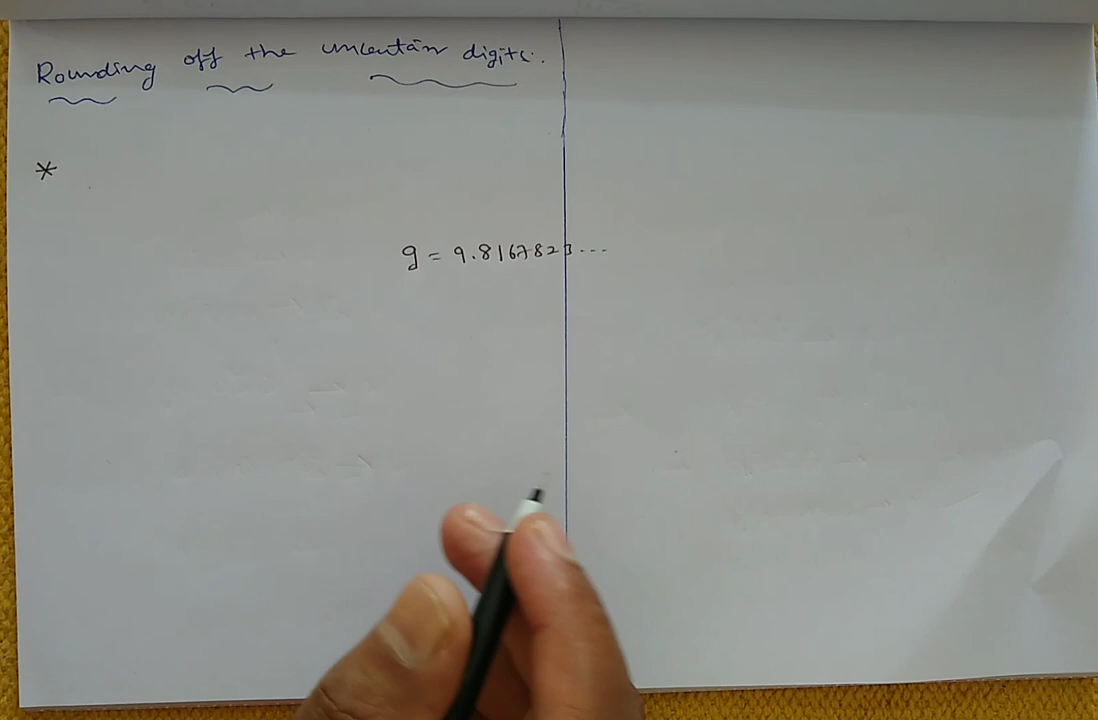 Rounding off the uncertain digits.
*
g = 9.8167823...